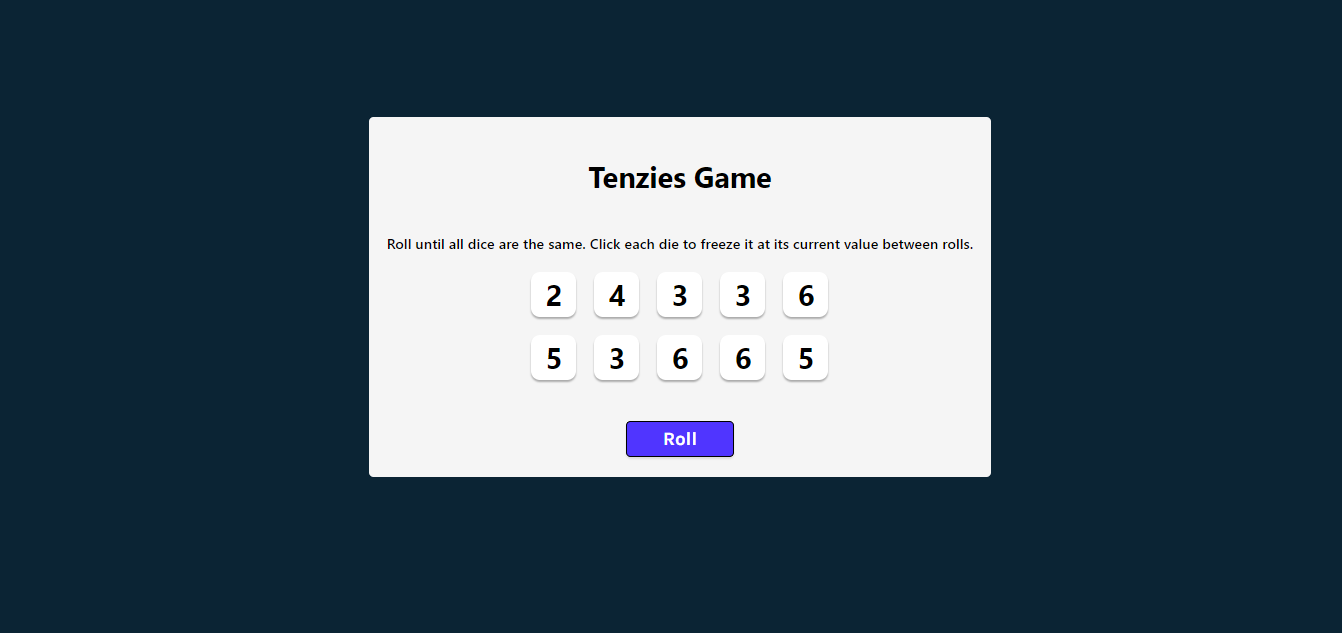 Tenzies Game
Roll until all dice are the same. Click each die to freeze it at its current value between rolls.
2 4 3 3 6
5 3 6 6 5
Roll